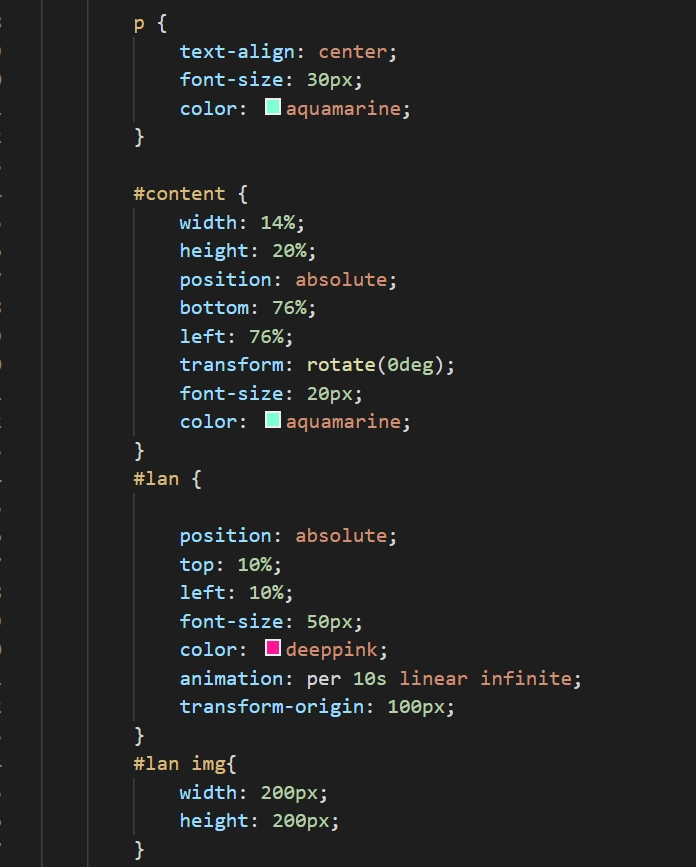 p {
text-align: center;
font-size: 30px;
color: aquamarine;
}
#content {
width: 14%;
height: 20%;
position: absolute;
bottom: 76%;
left: 76%;
transform: rotate(0deg);
font-size: 20px;
color: aquamarine;
}
#lan {
position: absolute;
top: 10%;
left: 10%;
font-size: 50px;
color: deeppink;
animation: per 10s linear infinite;
transform-origin: 100px;
}
#lan img{
width: 200px;
height: 200px;
}